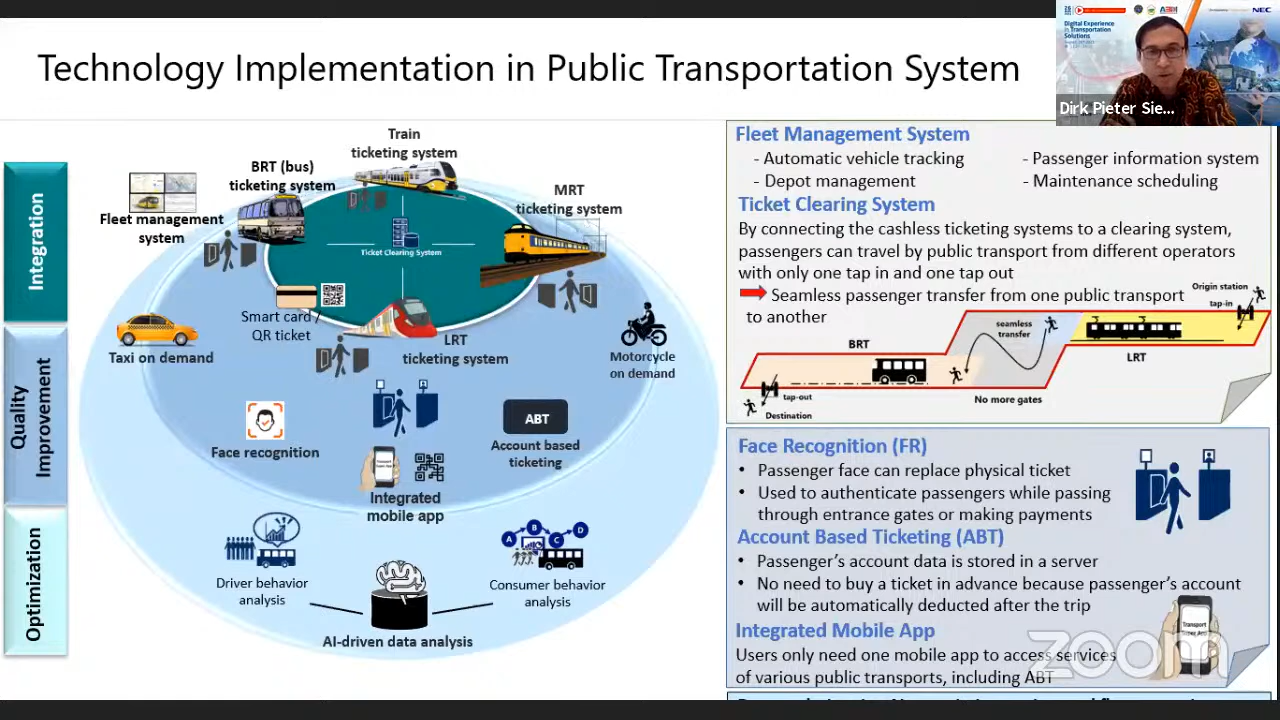 Technology Implementation in Public Transportation System
Digital Experience
in Transportation
Solutions
NEC
Dirk Pieter Sie...
Integration
Quality
Improvement
Optimization
Train
ticketing system
BRT (bus)
ticketing system
MRT
ticketing system
Fleet management
system
Ticket Clearing System
Smart card /
QR ticket
LRT
ticketing system
Taxi on demand
Motorcycle
on demand
Face recognition
ABT
Account based
ticketing
Integrated
mobile app
A
B
C
D
Driver behavior
analysis
Consumer behavior
analysis
AI-driven data analysis
Fleet Management System
- Automatic vehicle tracking
- Passenger information system
- Depot management
- Maintenance scheduling
Ticket Clearing System
By connecting the cashless ticketing systems to a clearing system,
passengers can travel by public transport from different operators
with only one tap in and one tap out
Seamless passenger transfer from one public transport
to another
Origin station
tap-in
seamless
transfer
BRT
LRT
tap-out
No more gates
Destination
Face Recognition (FR)
• Passenger face can replace physical ticket
• Used to authenticate passengers while passing
through entrance gates or making payments
Account Based Ticketing (ABT)
• Passenger's account data is stored in a server
• No need to buy a ticket in advance because passenger's account
will be automatically deducted after the trip
Integrated Mobile App
Users only need one mobile app to access services
of various public transports, including ABT
Transport
zoom